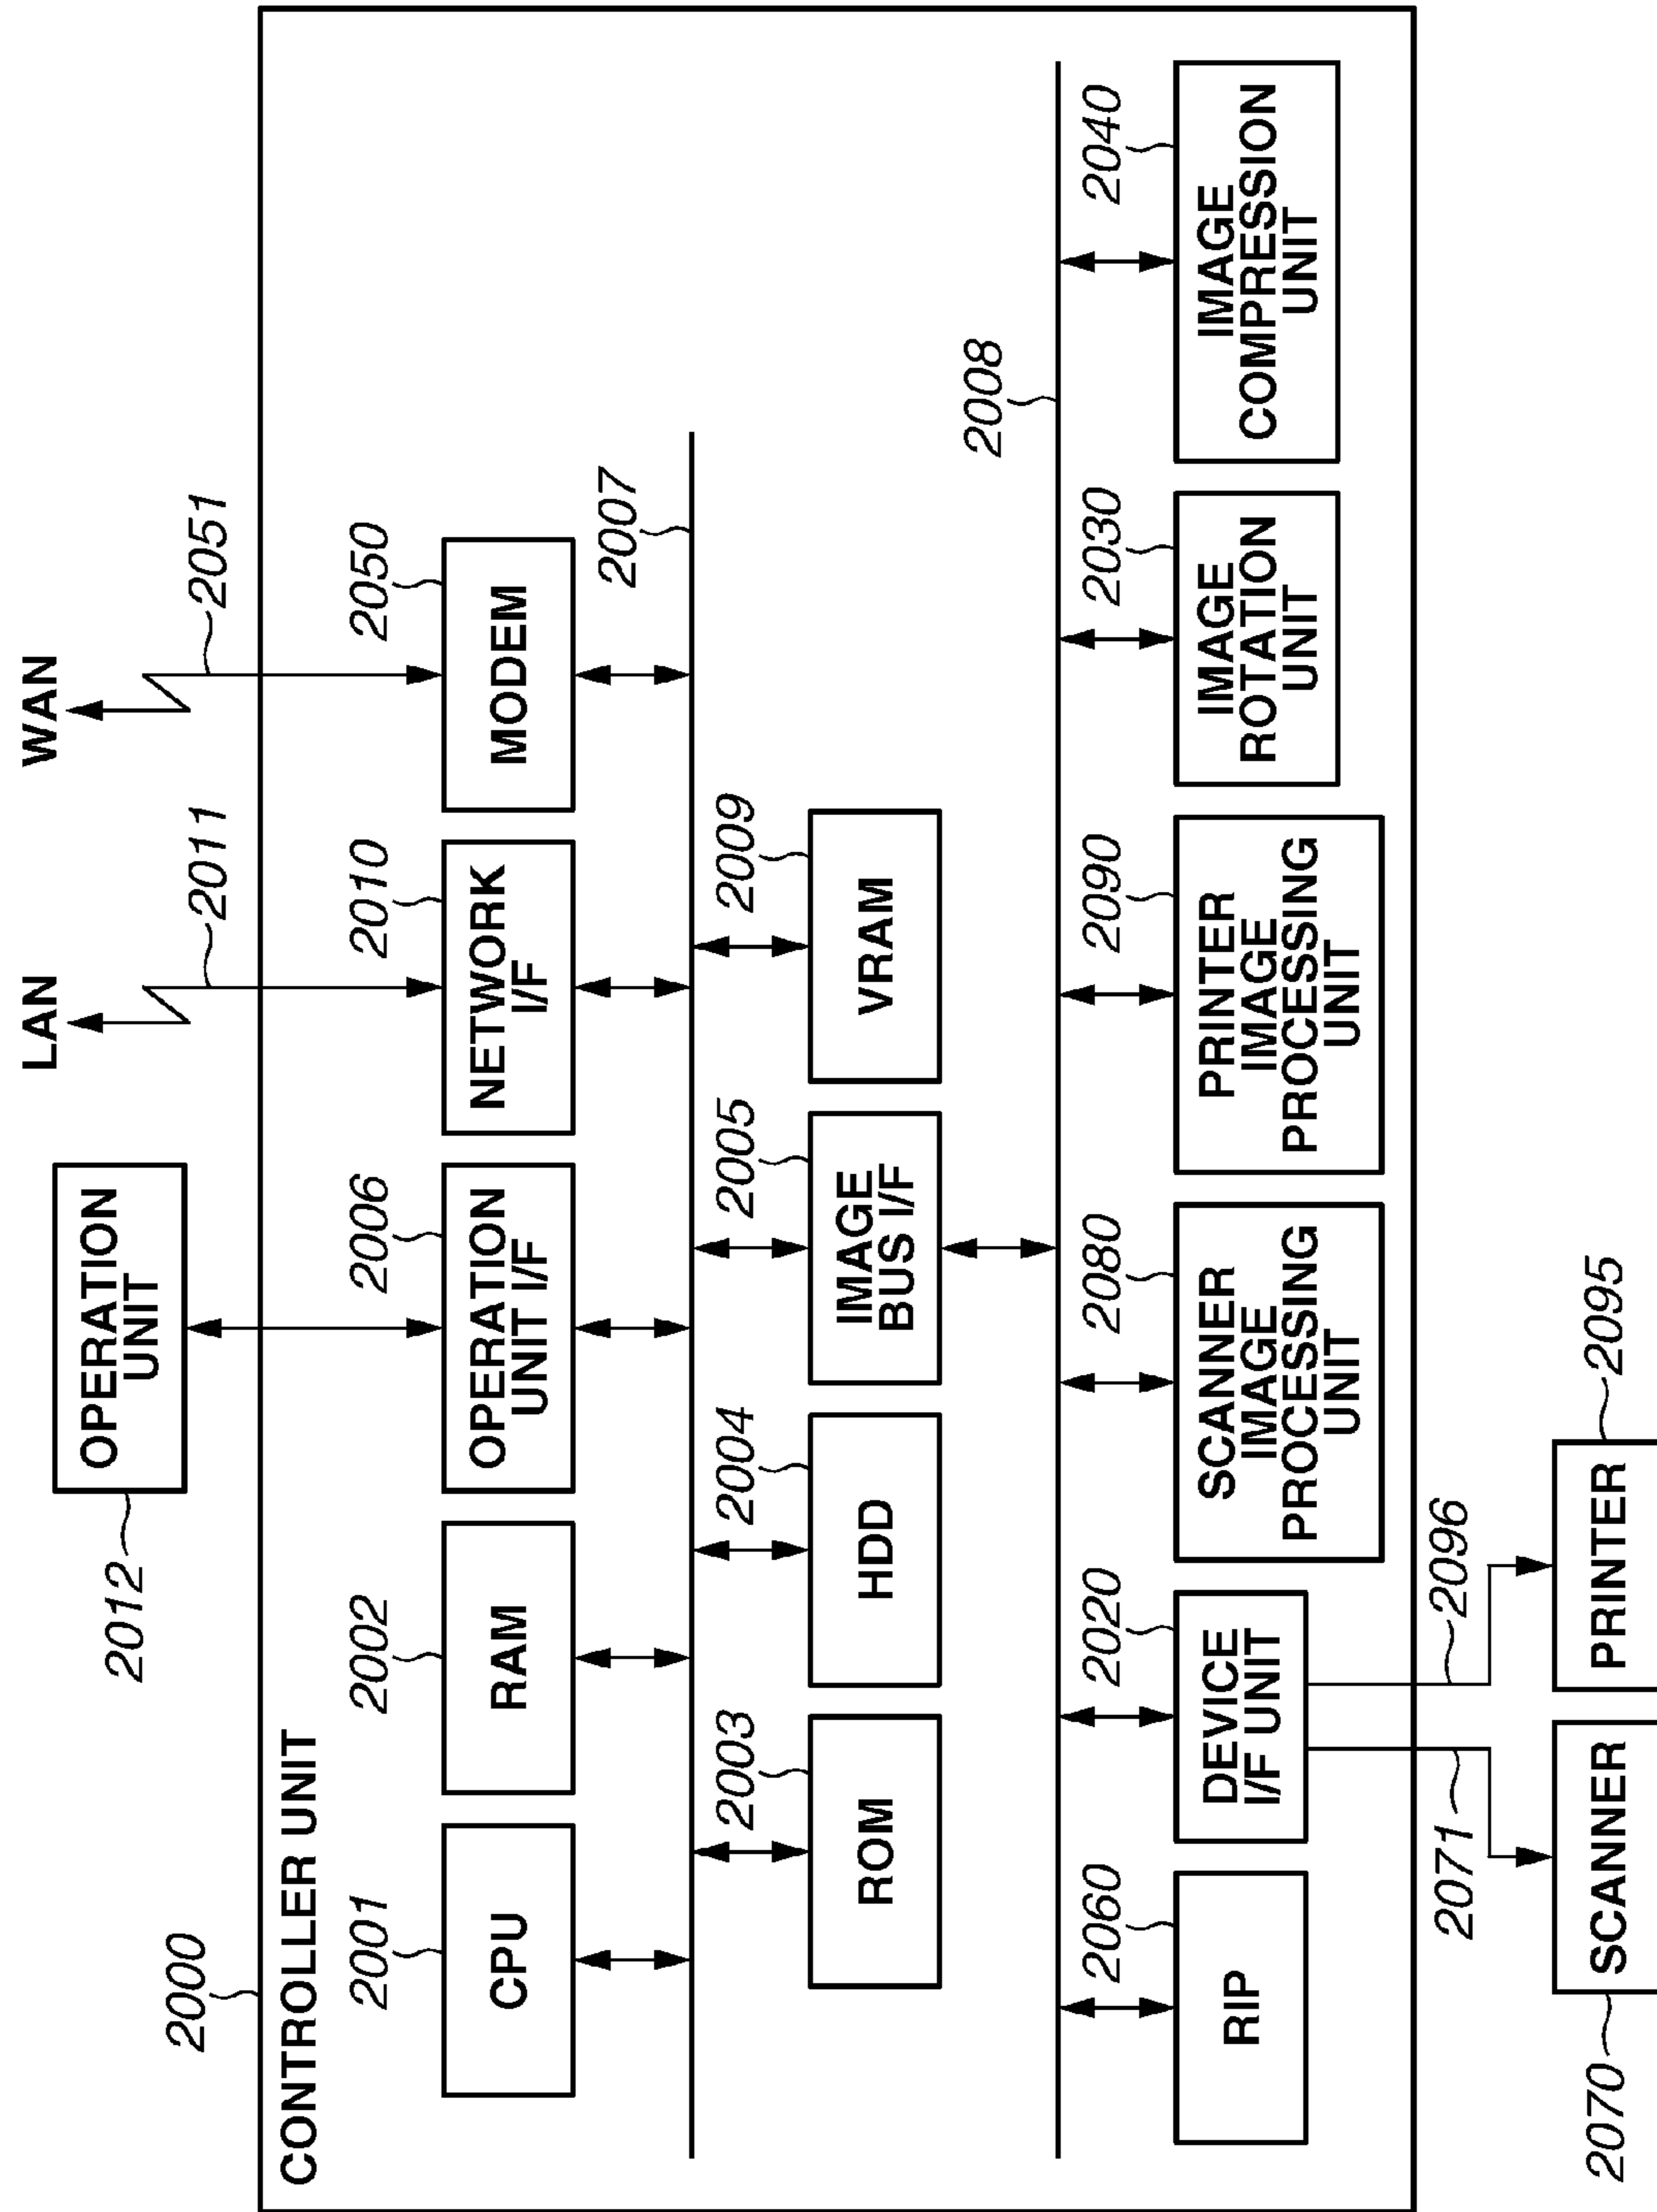 LAN
WAN
OPERATION
UNIT
2012
2011
2051
2000
CONTROLLER UNIT
2001
2002
2006
2010
2050
CPU
RAM
OPERATION
UNIT I/F
NETWORK
I/F
MODEM
2007
2003
2004
2005
2009
ROM
HDD
IMAGE
BUS I/F
VRAM
2008
2060
2020
2080
2090
2030
2040
RIP
DEVICE
I/F UNIT
SCANNER
IMAGE
PROCESSING
UNIT
PRINTER
IMAGE
PROCESSING
UNIT
IMAGE
ROTATION
UNIT
IMAGE
COMPRESSION
UNIT
2071
2096
2070
SCANNER
PRINTER
2095